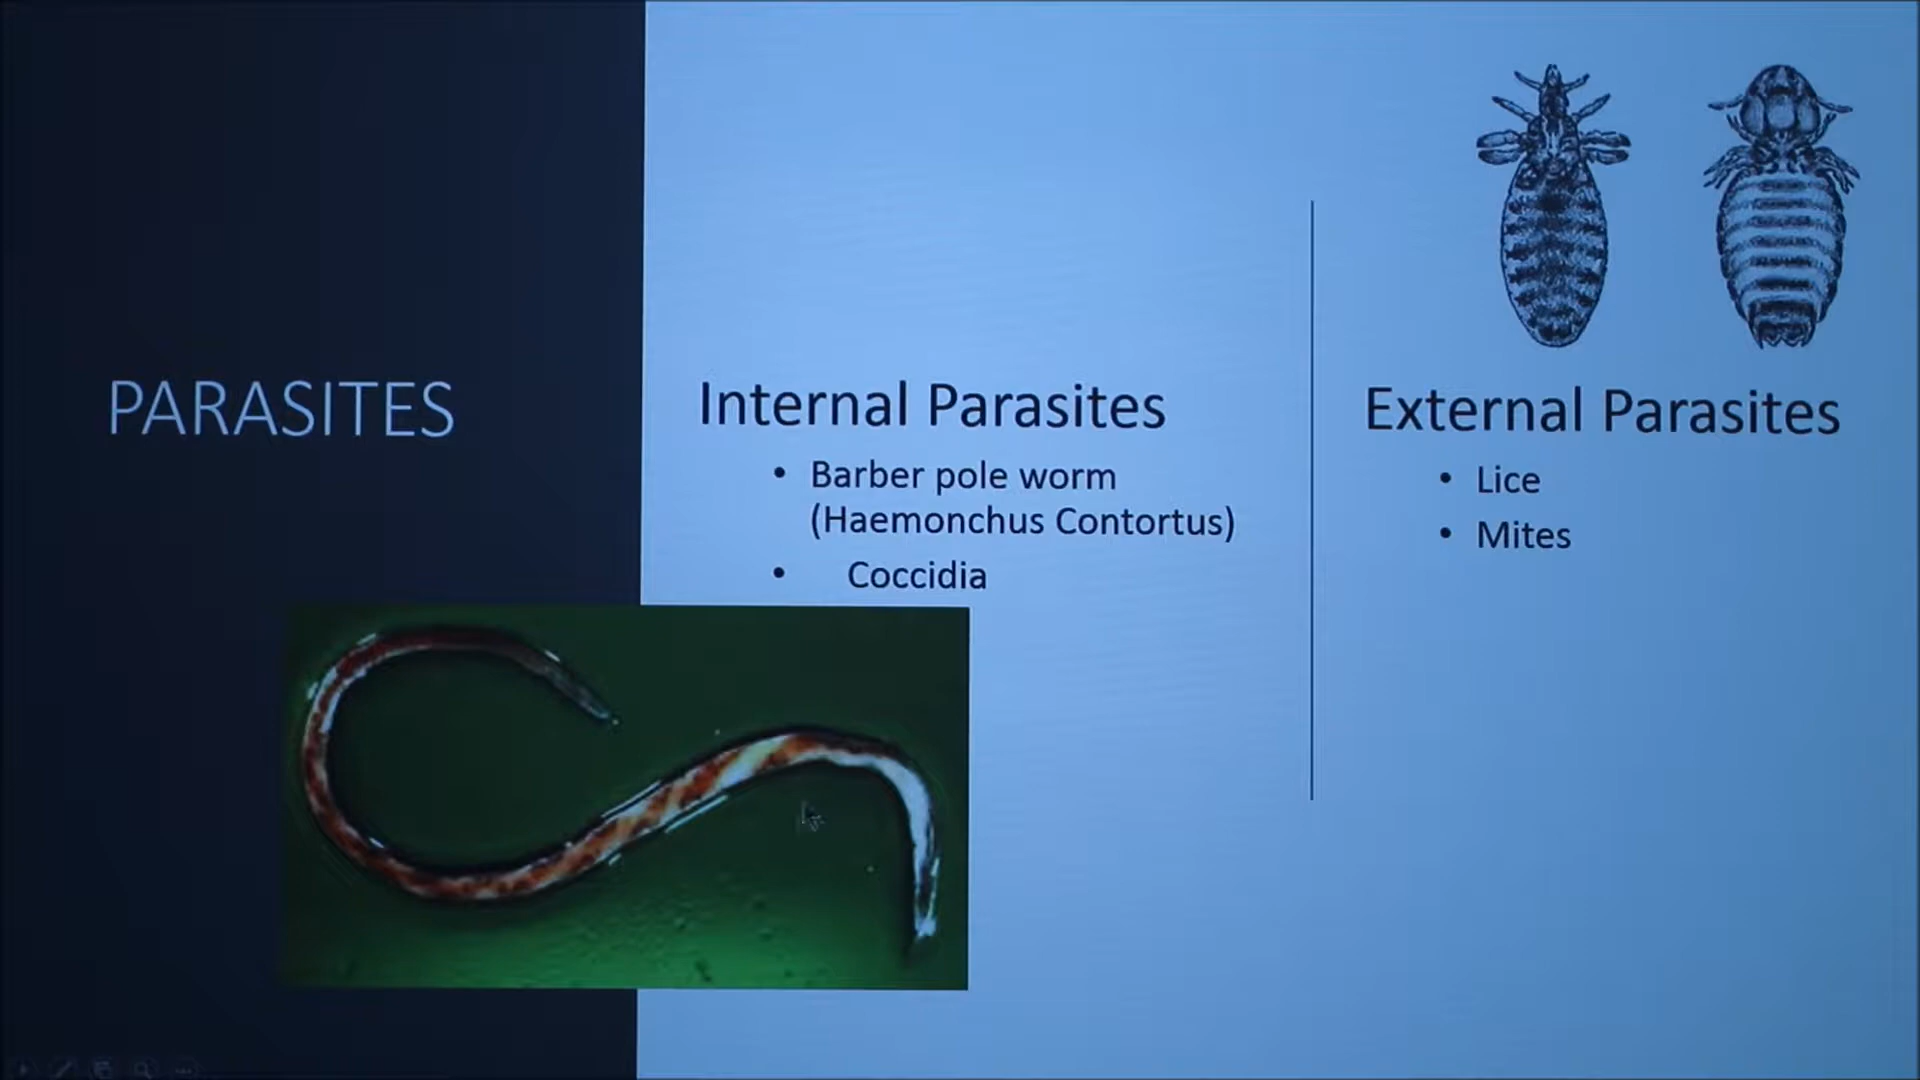 PARASITES
Internal Parasites
• Barber pole worm
(Haemonchus Contortus)
• Coccidia
External Parasites
• Lice
• Mites